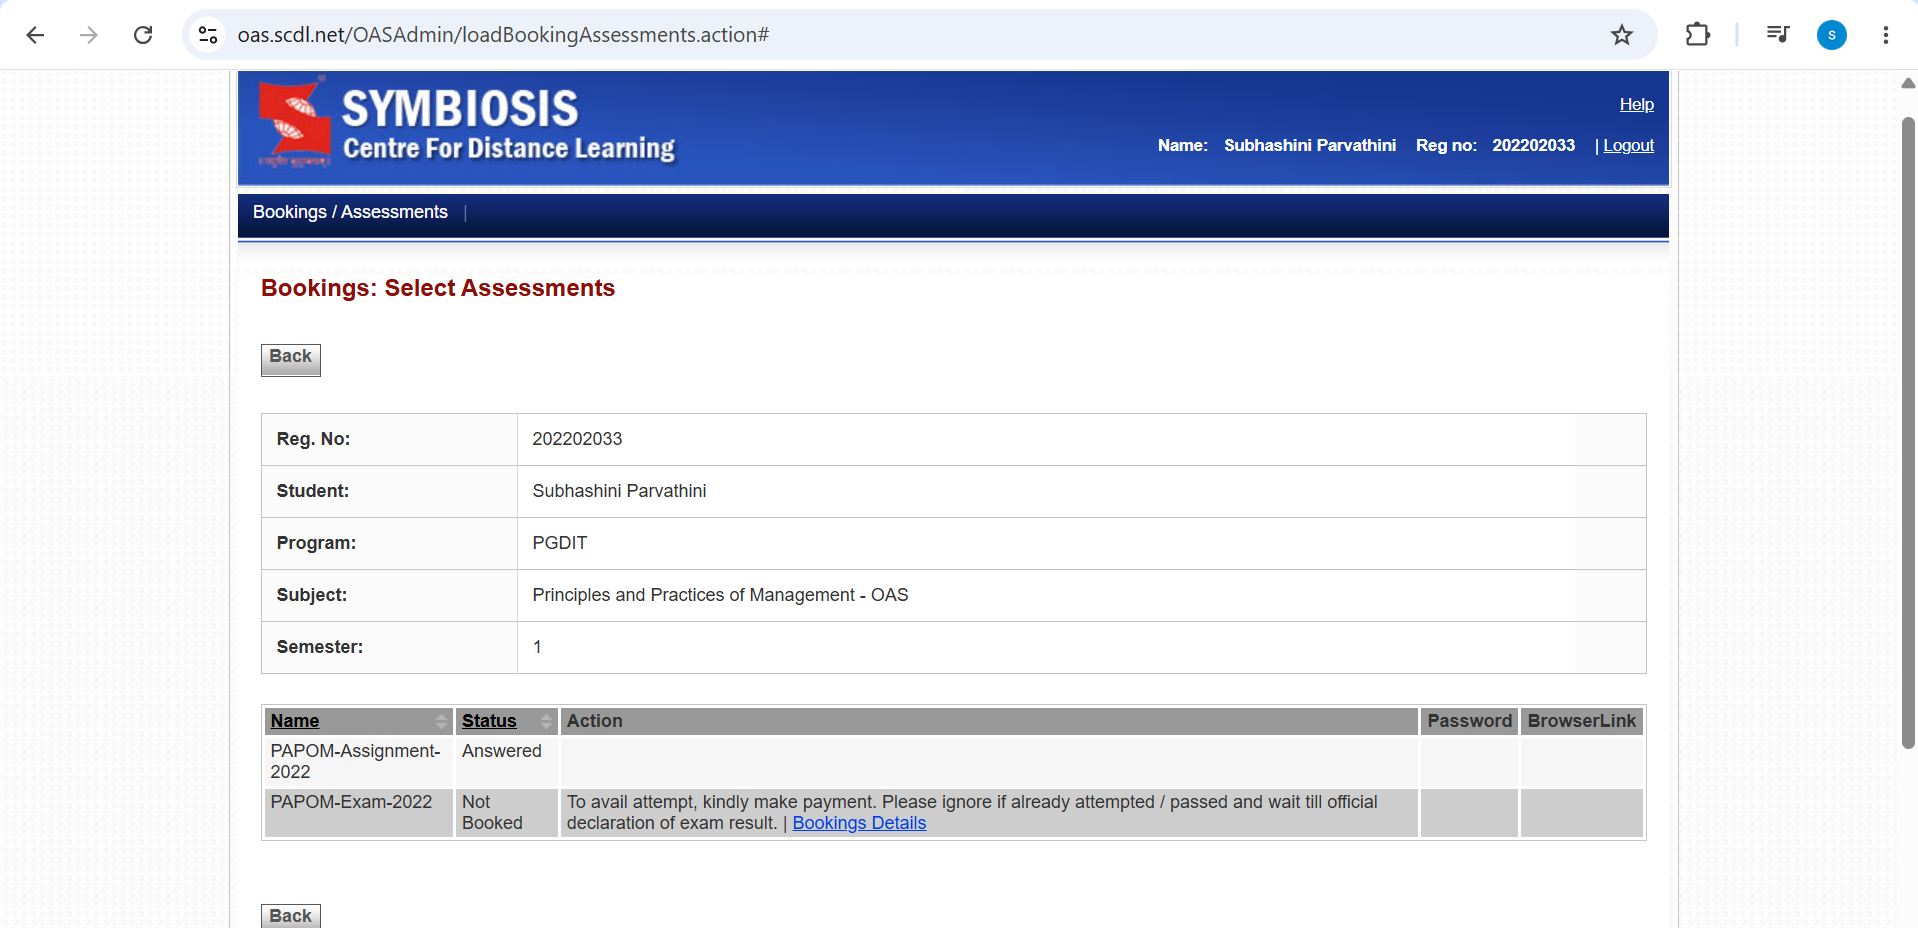 oas.scdl.net/OASAdmin/loadBookingAssessments.action#
S
SYMBIOSIS
Centre For Distance Learning
Help
Name: Subhashini Parvathini Reg no: 202202033 | Logout
Bookings / Assessments |
Bookings: Select Assessments
Back
Reg. No: 202202033
Student: Subhashini Parvathini
Program: PGDIT
Subject: Principles and Practices of Management - OAS
Semester: 1
Name Status Action Password BrowserLink
PAPOM-Assignment- Answered
2022
PAPOM-Exam-2022 Not To avail attempt, kindly make payment. Please ignore if already attempted / passed and wait till official
Booked declaration of exam result. | Bookings Details
Back